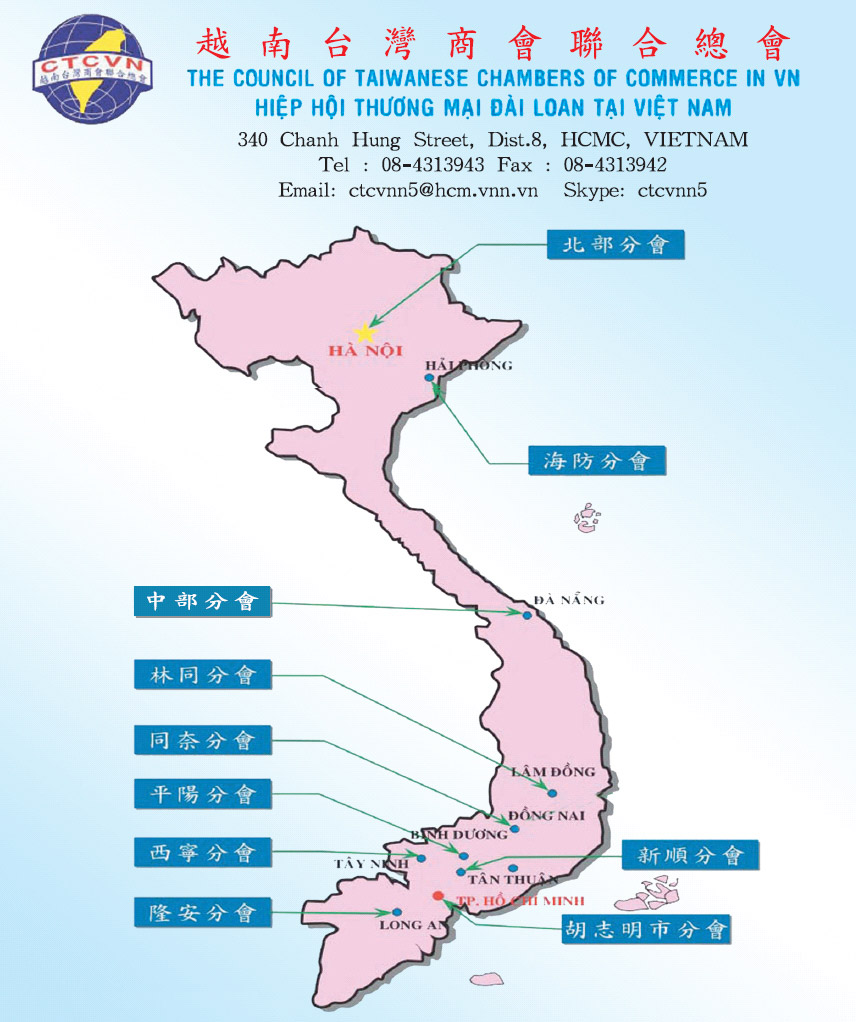 CTCVN
越南台灣商會聯合總會
越南台灣商會聯合總會
THE COUNCIL OF TAIWANESE CHAMBERS OF COMMERCE IN VN
HIỆP HỘI THƯƠNG MẠI ĐÀI LOAN TẠI VIỆT NAM
340 Chanh Hung Street, Dist.8, HCMC, VIETNAM
Tel : 08-4313943 Fax : 08-4313942
Email: ctcvnn5@hcm.vnn.vn Skype: ctcvnn5
北部分會
HÀ NỘI
HẢI PHÒNG
海防分會
中部分會
ĐÀ NẴNG
林同分會
同奈分會
LÂM ĐỒNG
平陽分會
ĐỒNG NAI
BÌNH DƯƠNG
西寧分會
新順分會
TÂY NINH
TÂN THUẬN
TP. HỒ CHÍ MINH
隆安分會
LONG AN
胡志明市分會